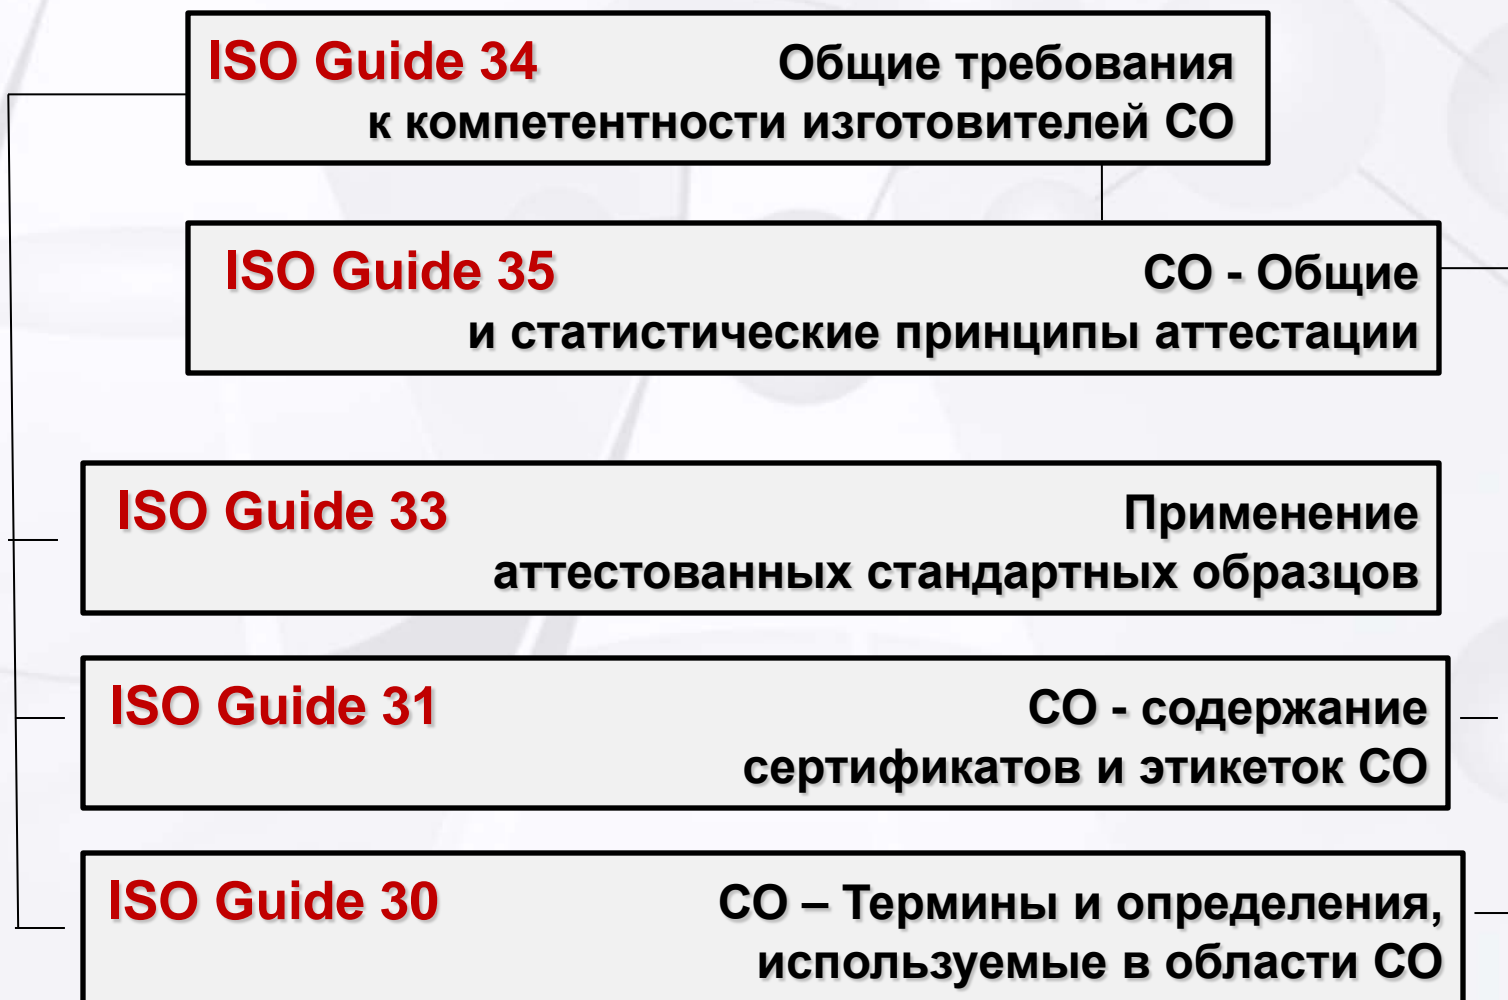 ISO Guide 34 Общие требования
к компетентности изготовителей СО
ISO Guide 35 СО - Общие
и статистические принципы аттестации
ISO Guide 33 Применение
аттестованных стандартных образцов
ISO Guide 31 СО - содержание
сертификатов и этикеток СО
ISO Guide 30 СО – Термины и определения,
используемые в области СО